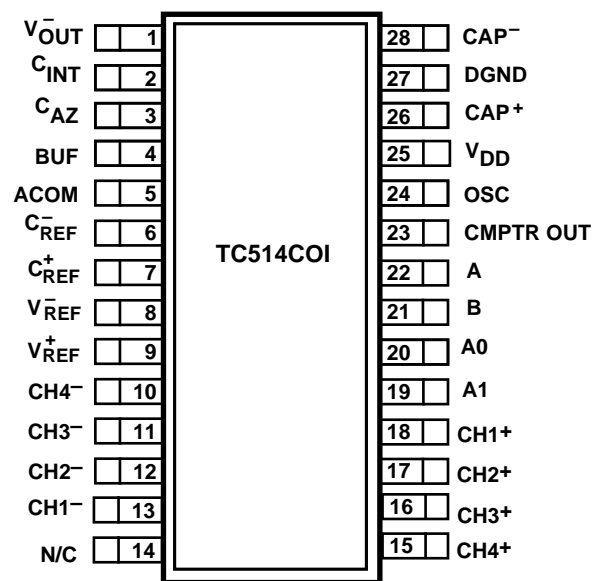 V⁻OUT 1 28 CAP⁻
CINT 2 27 DGND
CAZ 3 26 CAP⁺
BUF 4 25 VDD
ACOM 5 24 OSC
C⁻REF 6 23 CMPTR OUT
TC514COI
C⁺REF 7 22 A
V⁻REF 8 21 B
V⁺REF 9 20 A0
CH4⁻ 10 19 A1
CH3⁻ 11 18 CH1+
CH2⁻ 12 17 CH2+
CH1⁻ 13 16 CH3+
N/C 14 15 CH4+